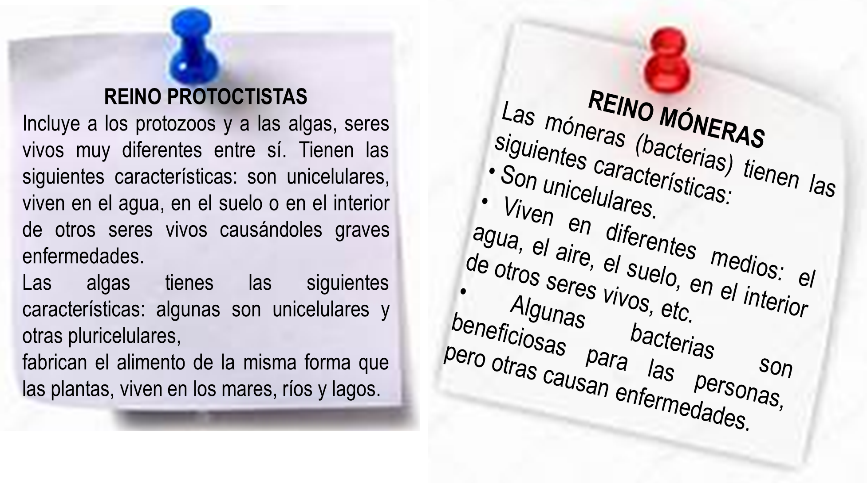 REINO PROTOCTISTAS
Incluye a los protozoos y a las algas, seres
vivos muy diferentes entre sí. Tienen las
siguientes características: son unicelulares,
viven en el agua, en el suelo o en el interior
de otros seres vivos causándoles graves
enfermedades.
Las algas tienes las siguientes
características: algunas son unicelulares y
otras pluricelulares,
fabrican el alimento de la misma forma que
las plantas, viven en los mares, ríos y lagos.
REINO MÓNERAS
Las móneras (bacterias) tienen las
siguientes características:
• Son unicelulares.
• Viven en diferentes medios: el
agua, el aire, el suelo, en el interior
de otros seres vivos, etc.
• Algunas bacterias son
beneficiosas para las personas,
pero otras causan enfermedades.